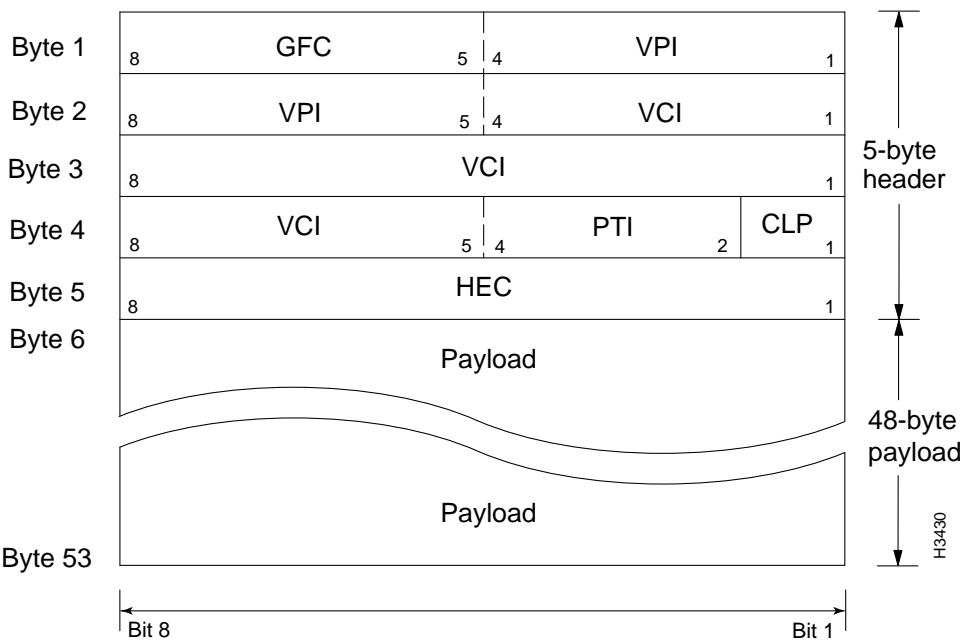 Byte 1 8 GFC 5 4 VPI 1
Byte 2 8 VPI 5 4 VCI 1
Byte 3 8 VCI 1
Byte 4 8 VCI 5 4 PTI 2 CLP 1
Byte 5 8 HEC 1
5-byte
header
Byte 6
Payload
48-byte
payload
Payload
Byte 53
H3430
Bit 8 Bit 1